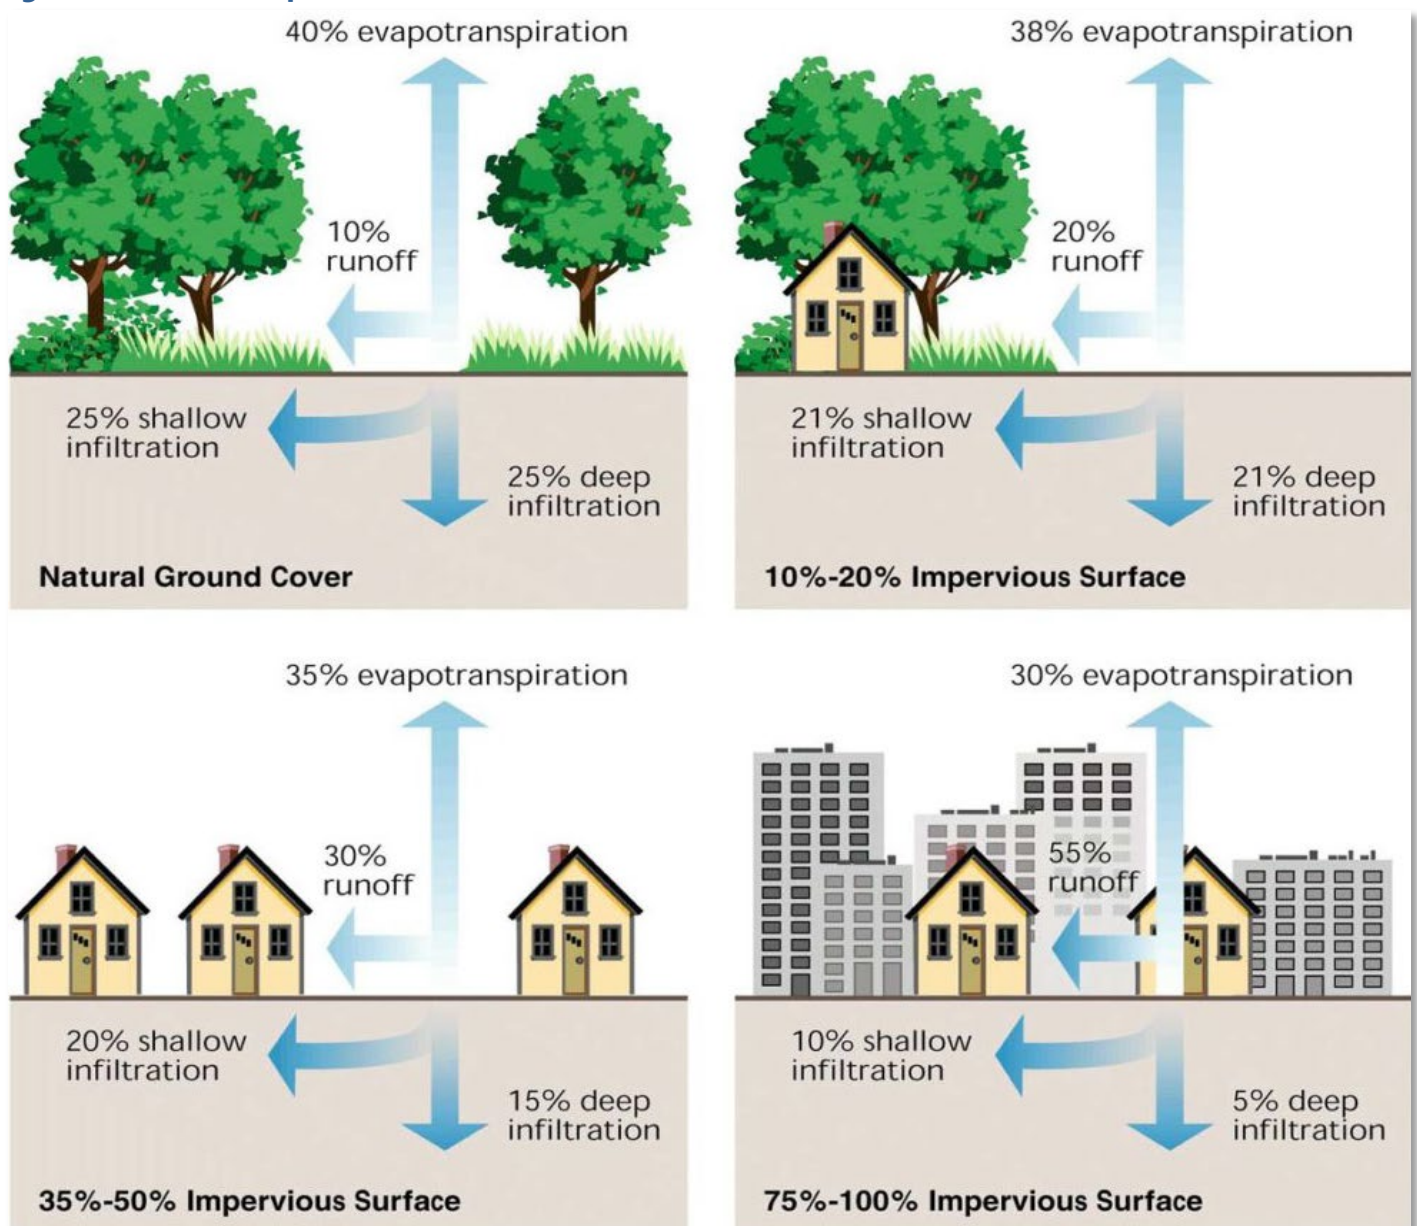 40% evapotranspiration
10%
runoff
25% shallow
infiltration
25% deep
infiltration
Natural Ground Cover
38% evapotranspiration
20%
runoff
21% shallow
infiltration
21% deep
infiltration
10%-20% Impervious Surface
35% evapotranspiration
30%
runoff
20% shallow
infiltration
15% deep
infiltration
35%-50% Impervious Surface
30% evapotranspiration
55%
runoff
10% shallow
infiltration
5% deep
infiltration
75%-100% Impervious Surface